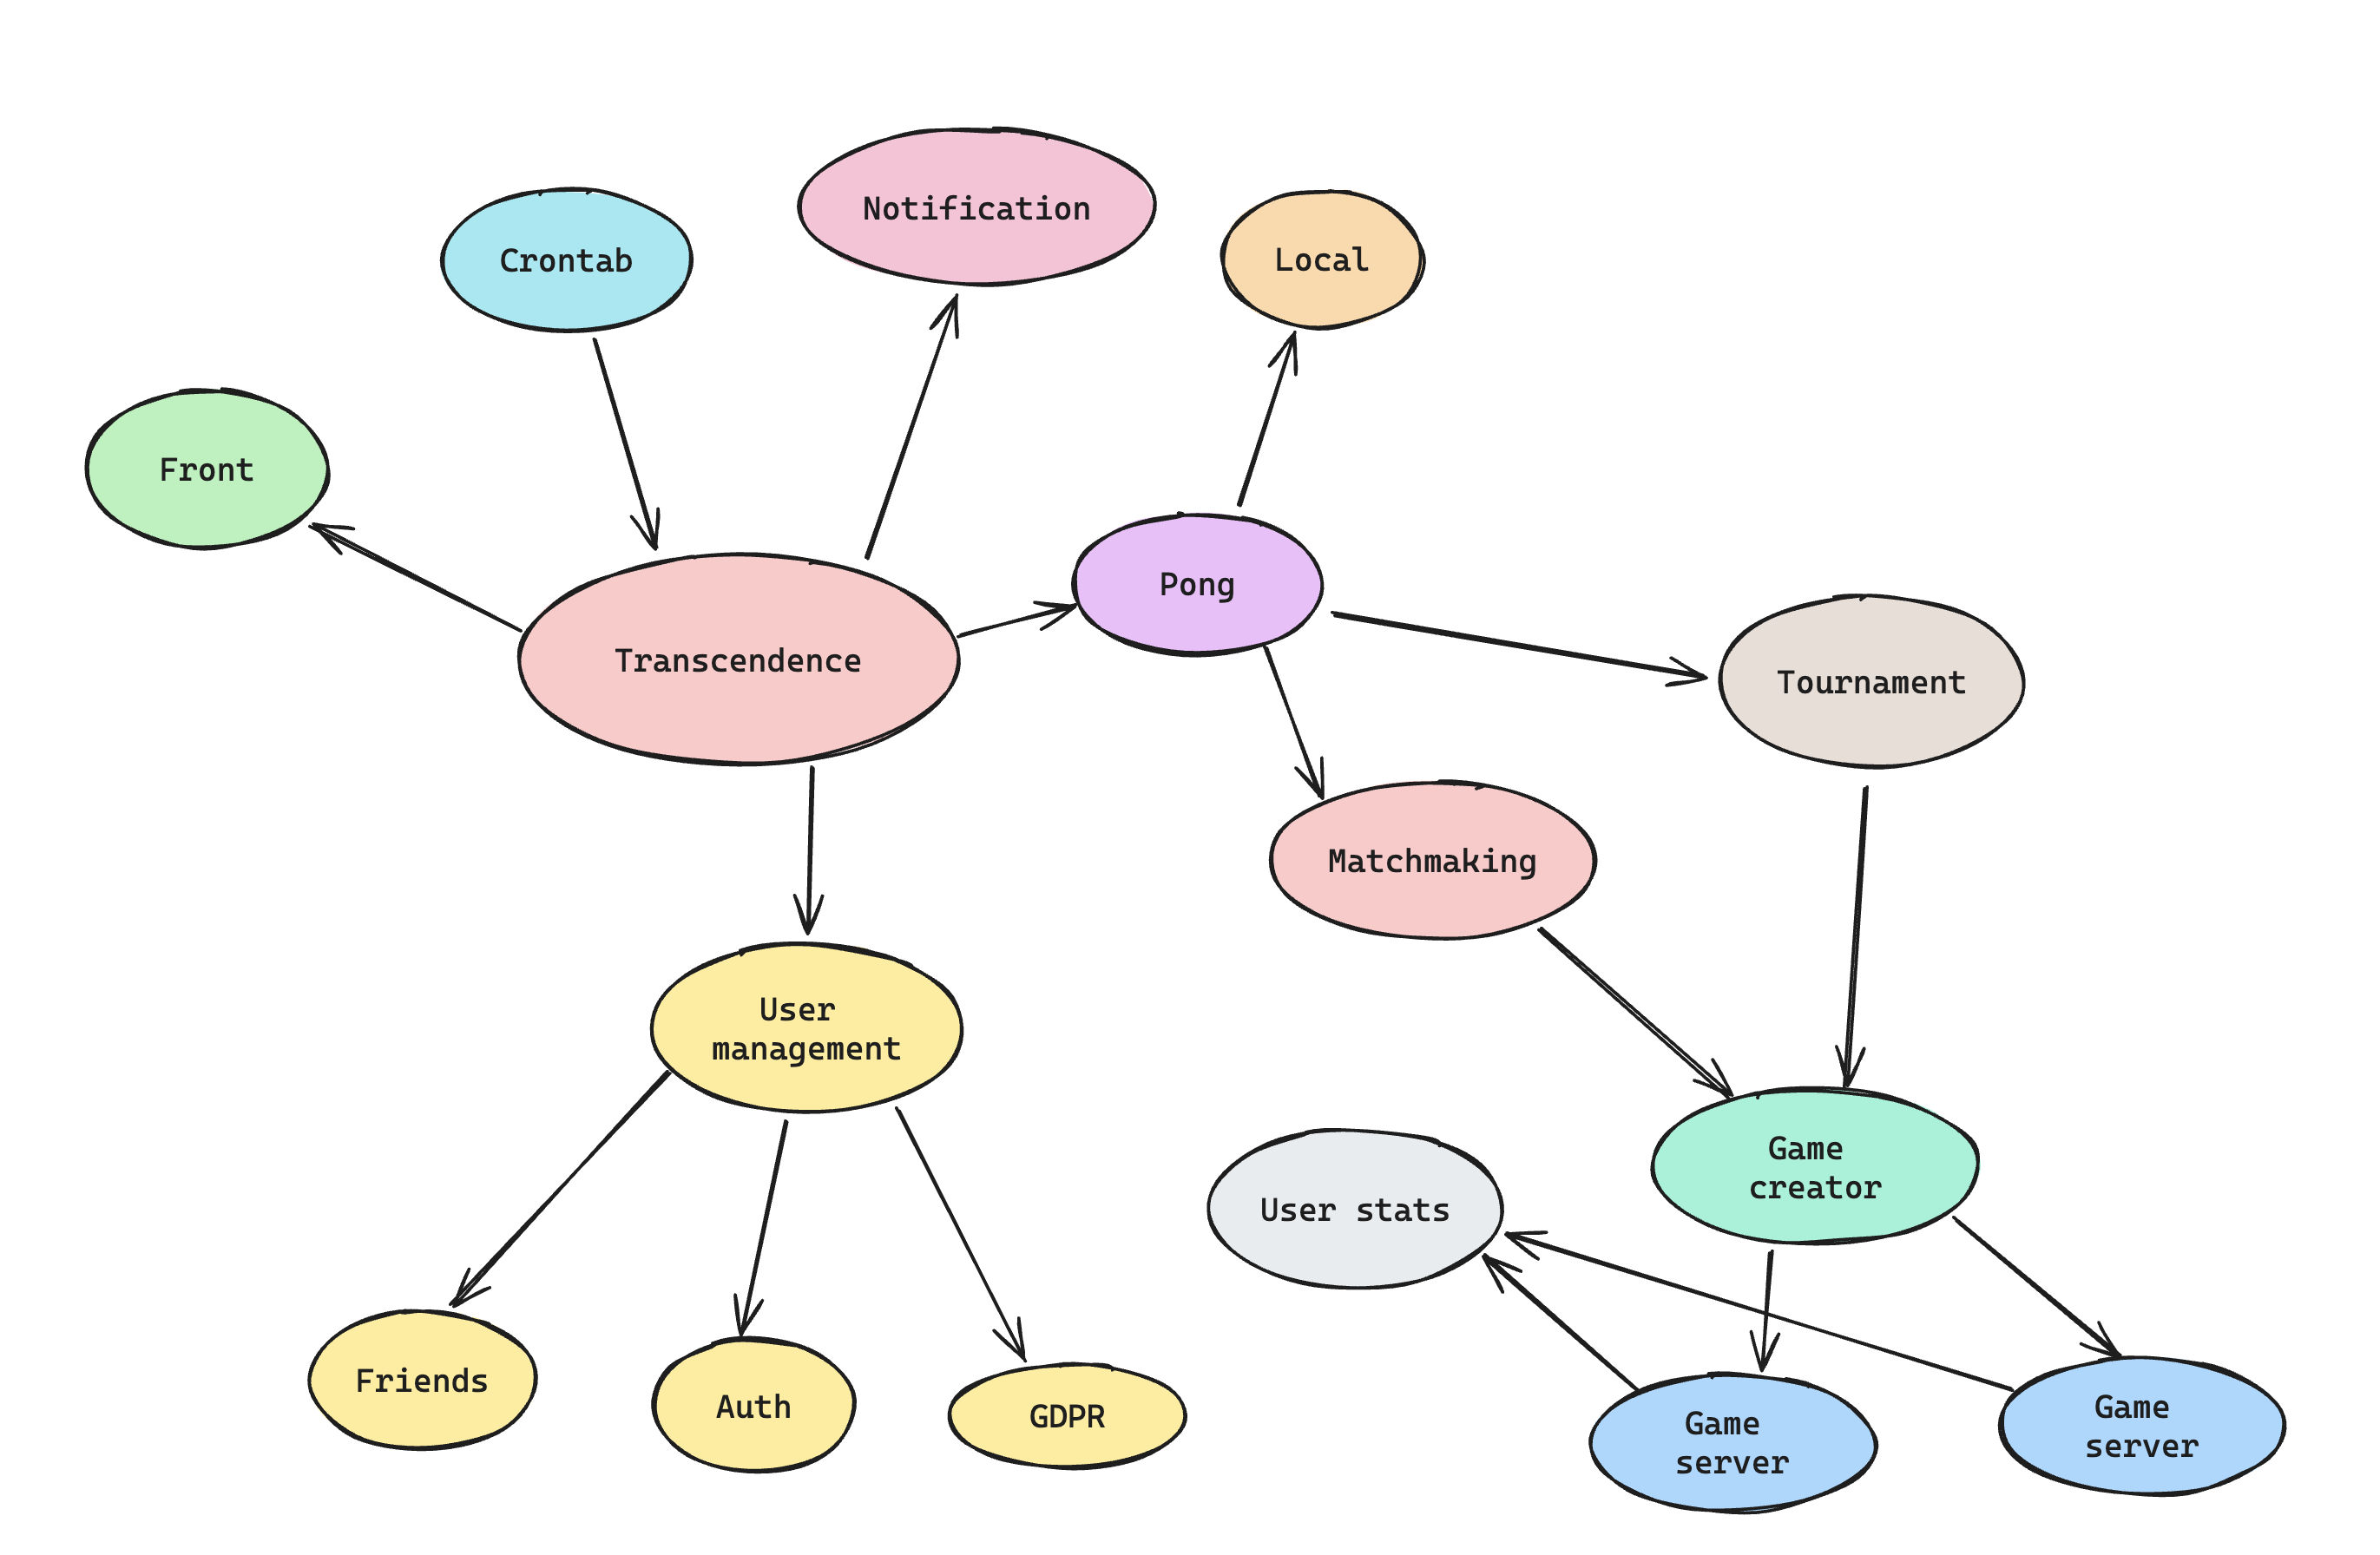 Notification
Crontab
Local
Front
Pong
Transcendence
Tournament
Matchmaking
User
management
Game
creator
User stats
Friends
Auth
GDPR
Game
server
Game
server